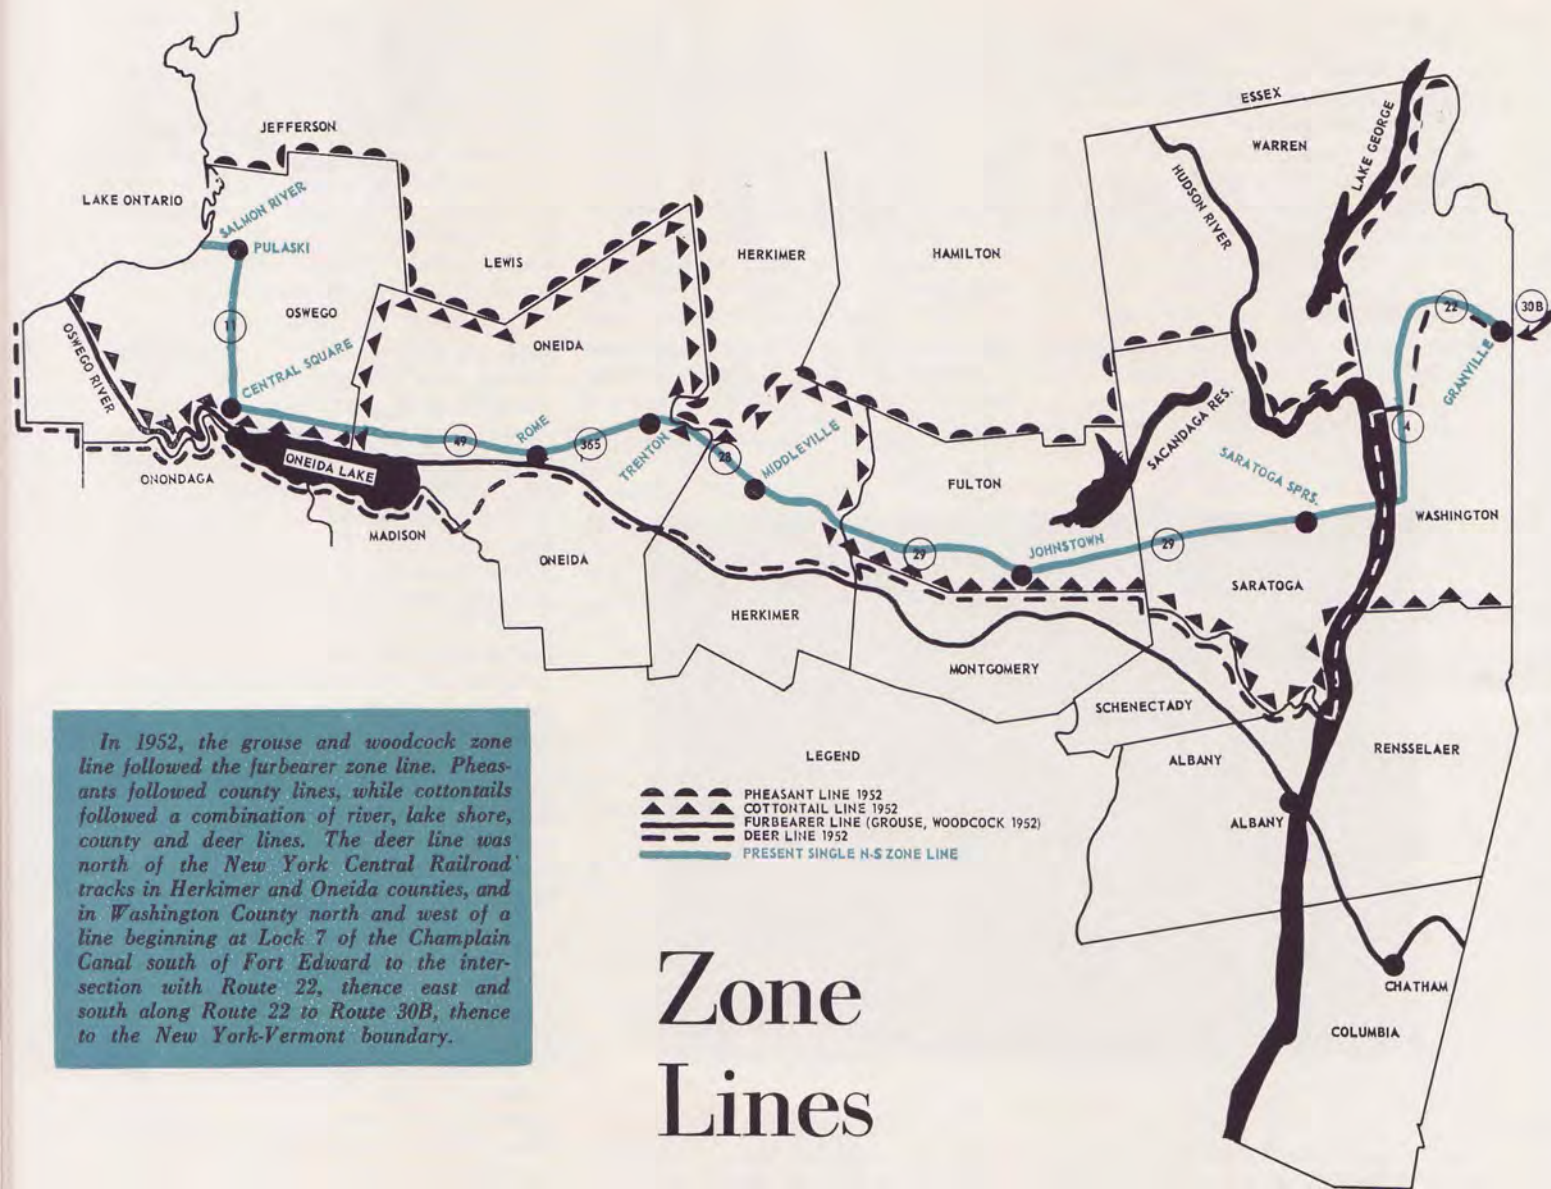 ESSEX
JEFFERSON
WARREN
LAKE GEORGE
LAKE ONTARIO
SALMON RIVER
HUDSON RIVER
PULASKI
LEWIS
HERKIMER
HAMILTON
OSWEGO
11
22
30B
OSWEGO RIVER
CENTRAL SQUARE
ONEIDA
GRANVILLE
SACANDAGA RES.
49
ROME
365
TRENTON
28
MIDDLEVILLE
4
ONEIDA LAKE
ONONDAGA
FULTON
SARATOGA SPRS.
WASHINGTON
MADISON
ONEIDA
29
JOHNSTOWN
29
SARATOGA
HERKIMER
MONTGOMERY
SCHENECTADY
ALBANY
RENSSELAER
ALBANY
CHATHAM
COLUMBIA
In 1952, the grouse and woodcock zone
line followed the furbearer zone line. Pheas-
ants followed county lines, while cottontails
followed a combination of river, lake shore,
county and deer lines. The deer line was
north of the New York Central Railroad
tracks in Herkimer and Oneida counties, and
in Washington County north and west of a
line beginning at Lock 7 of the Champlain
Canal south of Fort Edward to the inter-
section with Route 22, thence east and
south along Route 22 to Route 30B, thence
to the New York-Vermont boundary.
LEGEND
PHEASANT LINE 1952
COTTONTAIL LINE 1952
FURBEARER LINE (GROUSE, WOODCOCK 1952)
DEER LINE 1952
PRESENT SINGLE N-S ZONE LINE
Zone
Lines